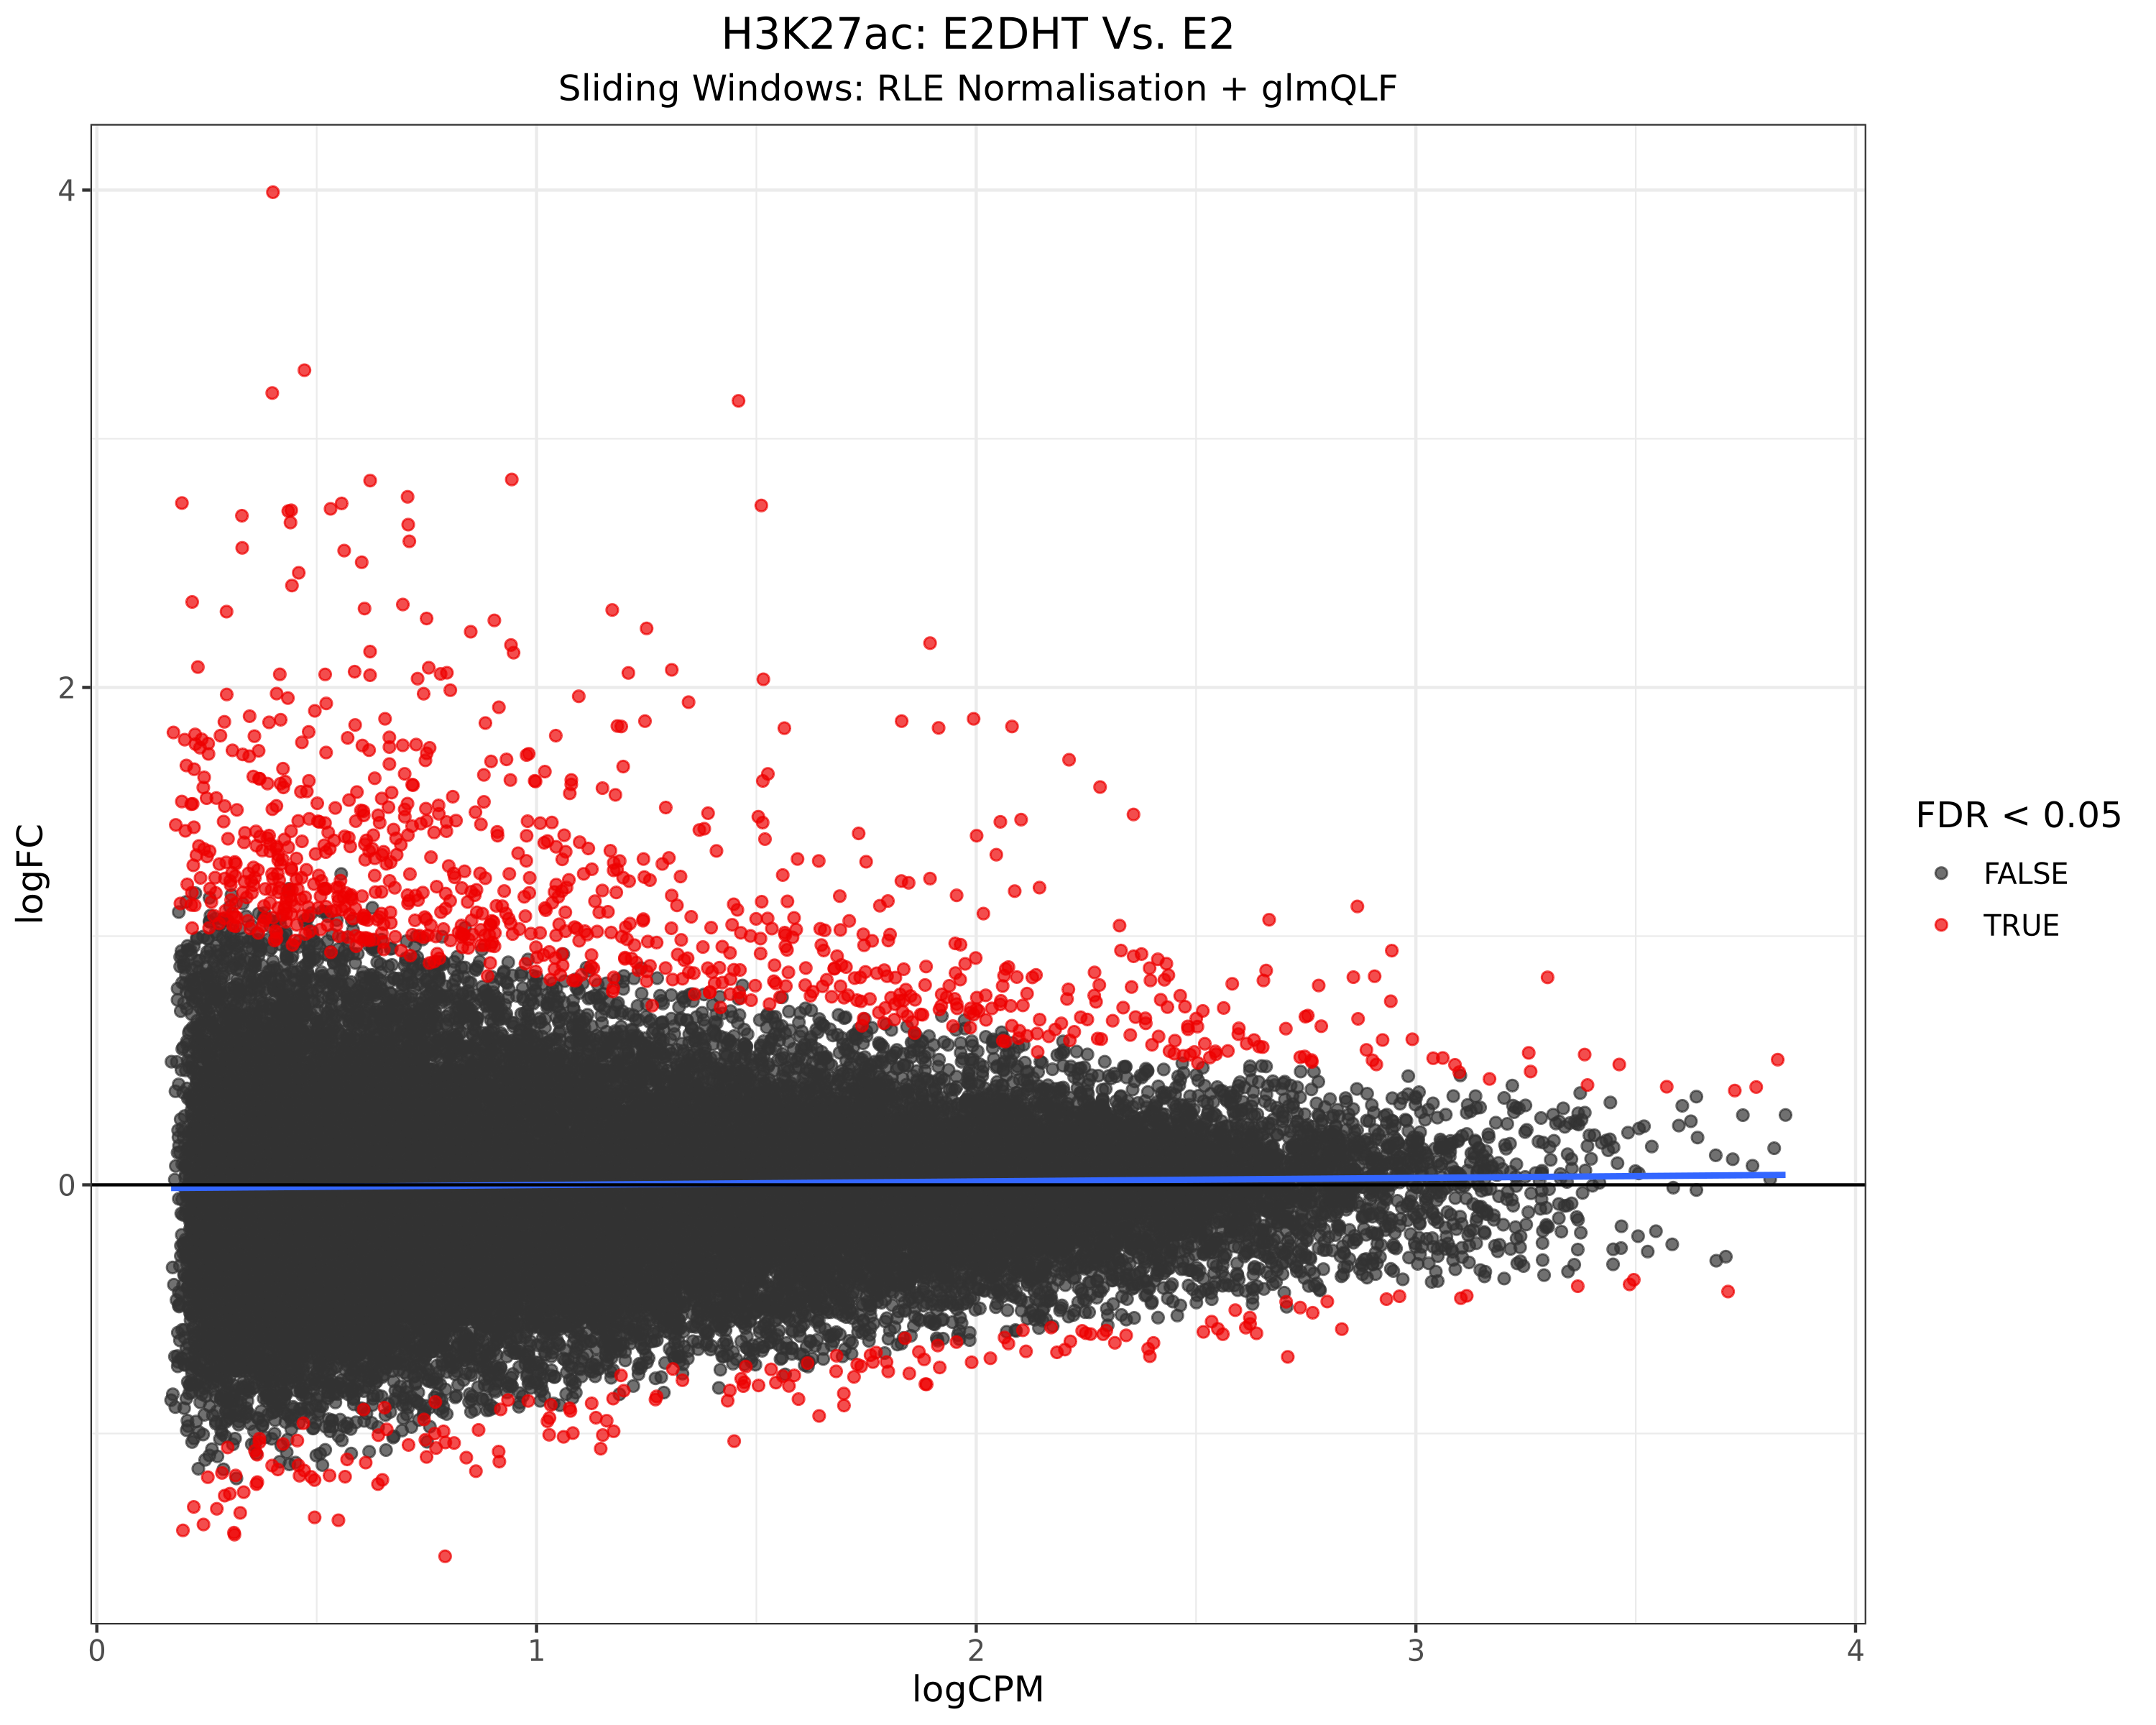 H3K27ac: E2DHT Vs. E2
Sliding Windows: RLE Normalisation + glmQLF
logFC
4
2
0
0
1
2
3
4
logCPM
FDR < 0.05
FALSE
TRUE